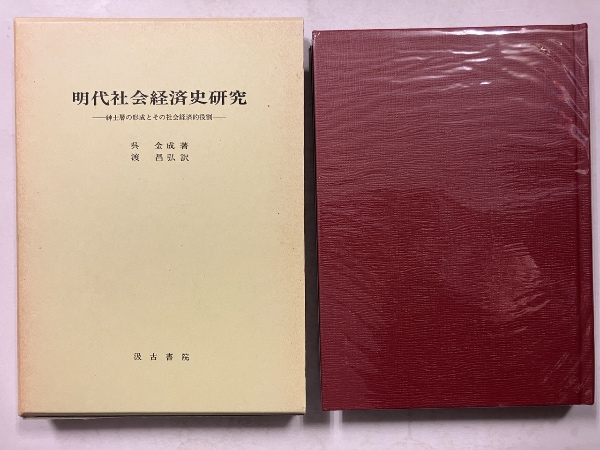 明代社会経済史研究
――紳士層の形成とその社会経済的役割――
呉金成著
渡昌弘訳
汲古書院